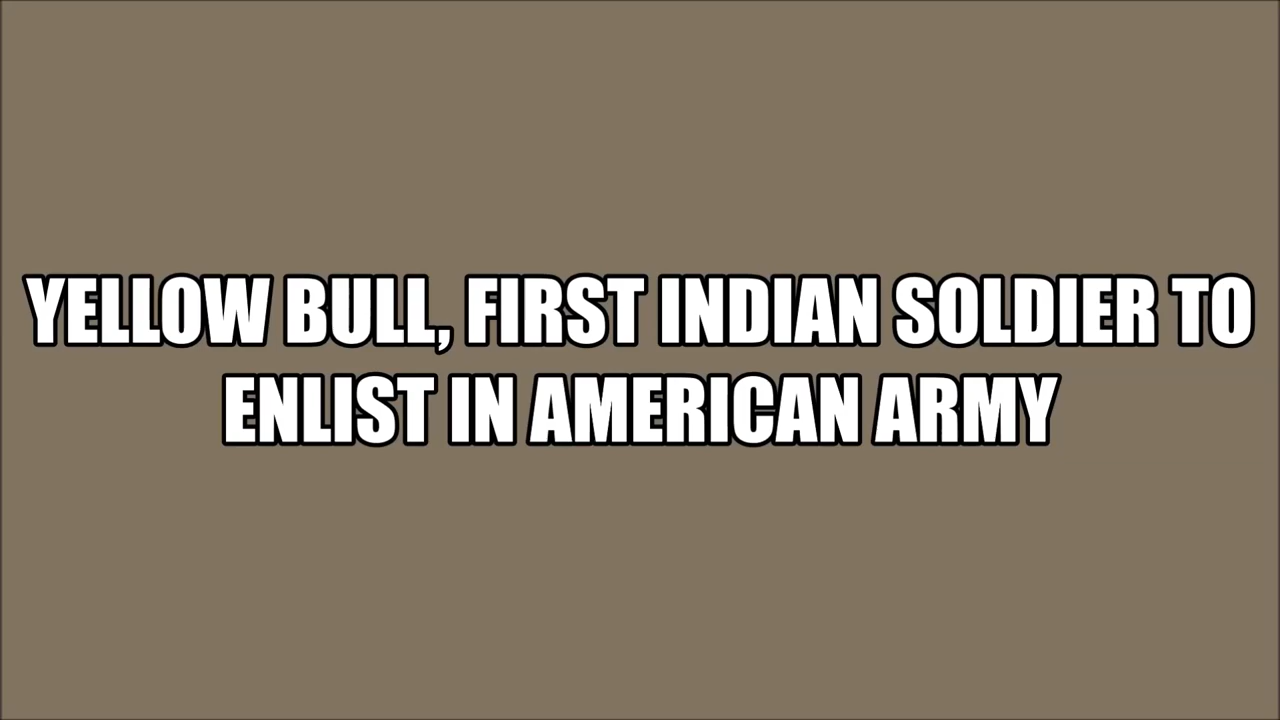 YELLOW BULL, FIRST INDIAN SOLDIER TO
ENLIST IN AMERICAN ARMY